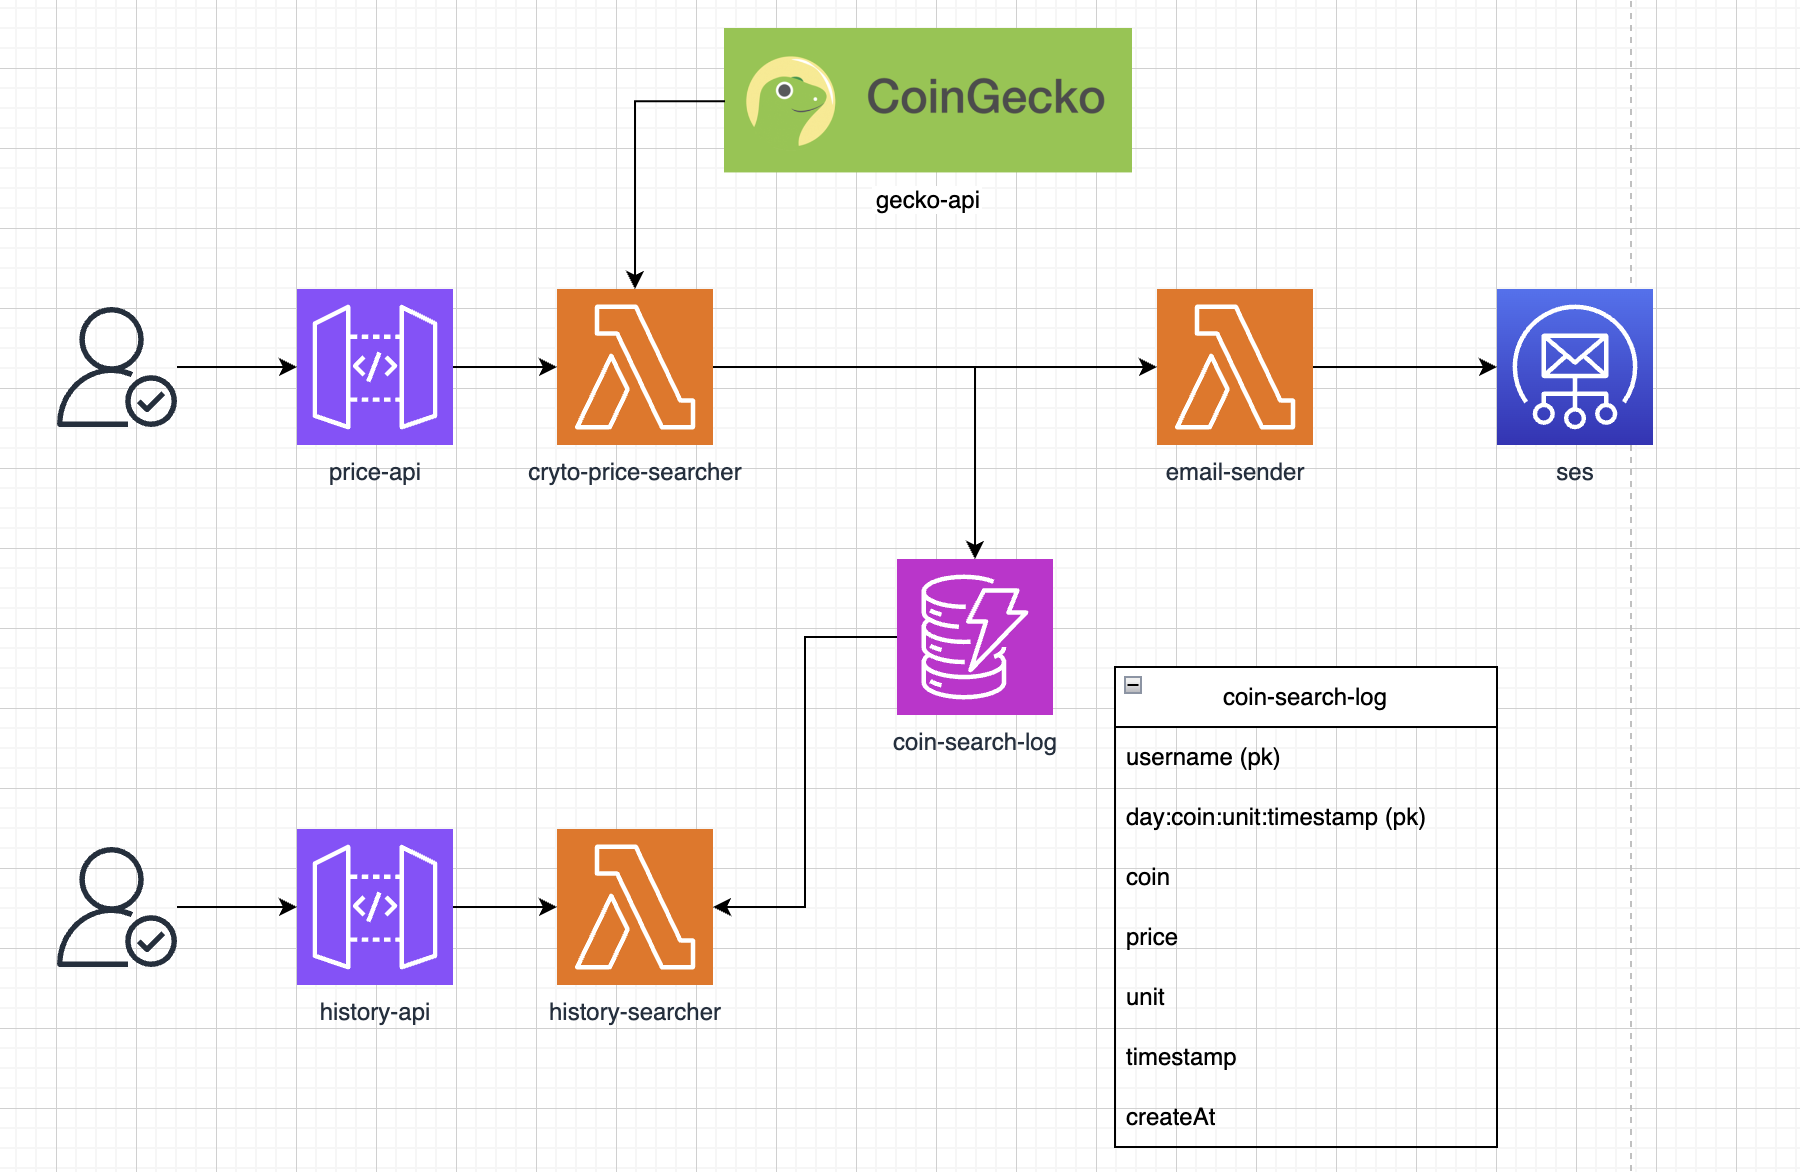 CoinGecko
gecko-api
price-api
cryto-price-searcher
email-sender
ses
coin-search-log
history-api
history-searcher
coin-search-log
username (pk)
day:coin:unit:timestamp (pk)
coin
price
unit
timestamp
createAt